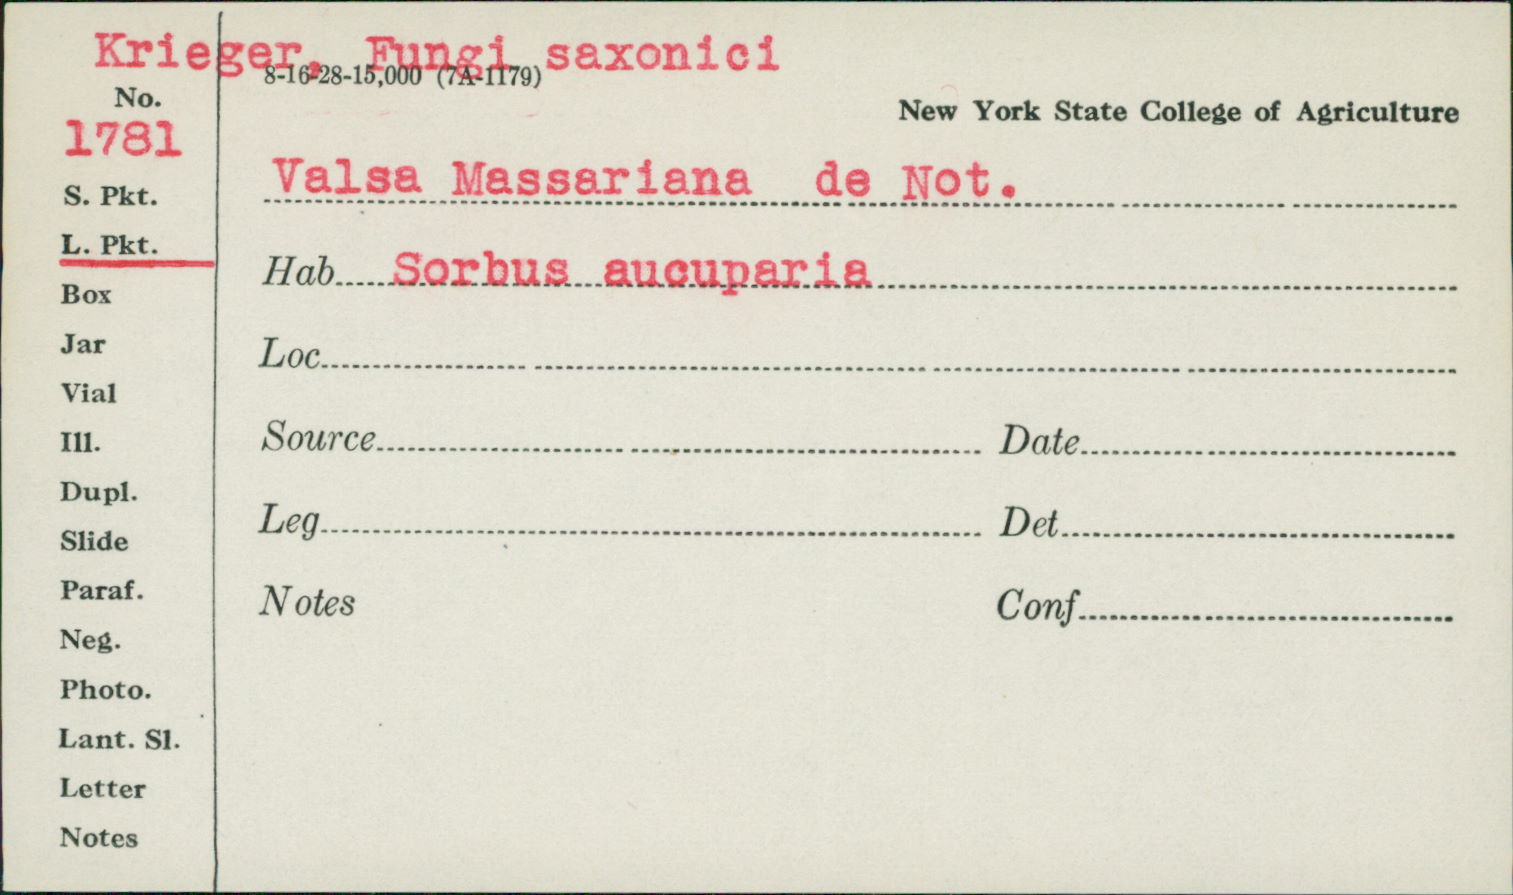 Krieger, Fungi saxonici
8-16-28-15,000 (7A-1179)
No.
New York State College of Agriculture
1781
Valsa Massariana de Not.
S. Pkt.
L. Pkt.
Hab Sorbus aucuparia
Box
Jar
Loc
Vial
Ill.
Source Date
Dupl.
Slide
Leg Det
Paraf.
Notes Conf
Neg.
Photo.
Lant. Sl.
Letter
Notes